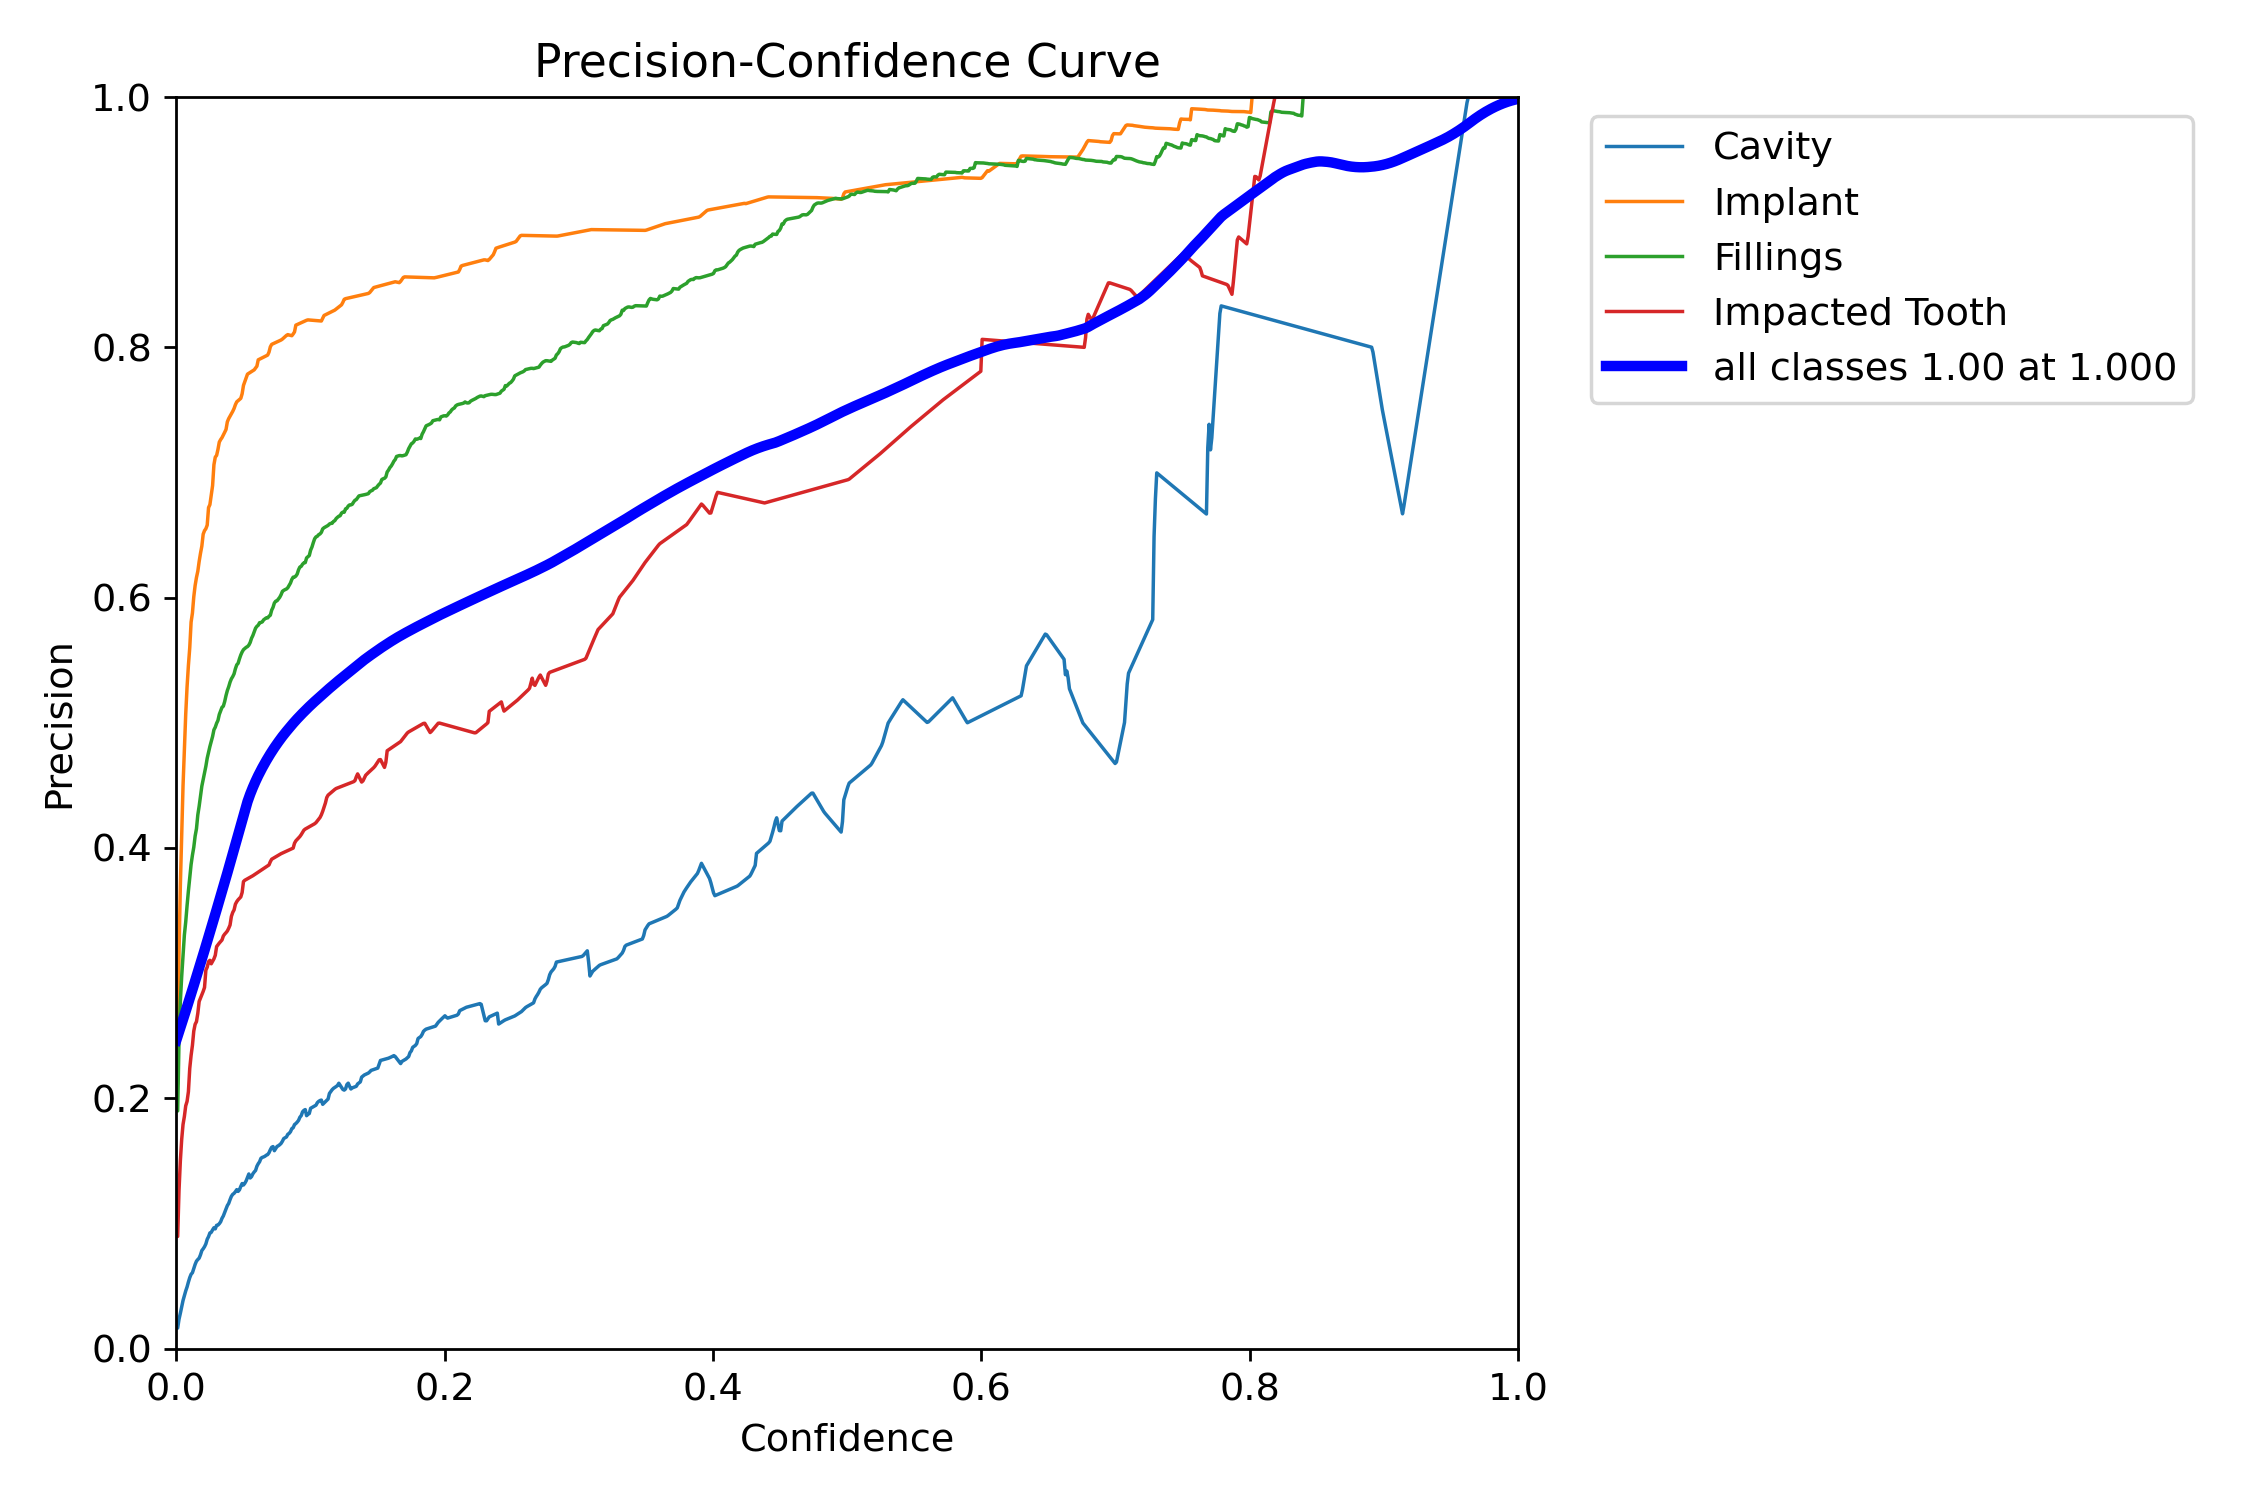 Precision-Confidence Curve
1.0
0.8
0.6
0.4
0.2
0.0
Precision
0.0 0.2 0.4 0.6 0.8 1.0
Confidence
Cavity
Implant
Fillings
Impacted Tooth
all classes 1.00 at 1.000